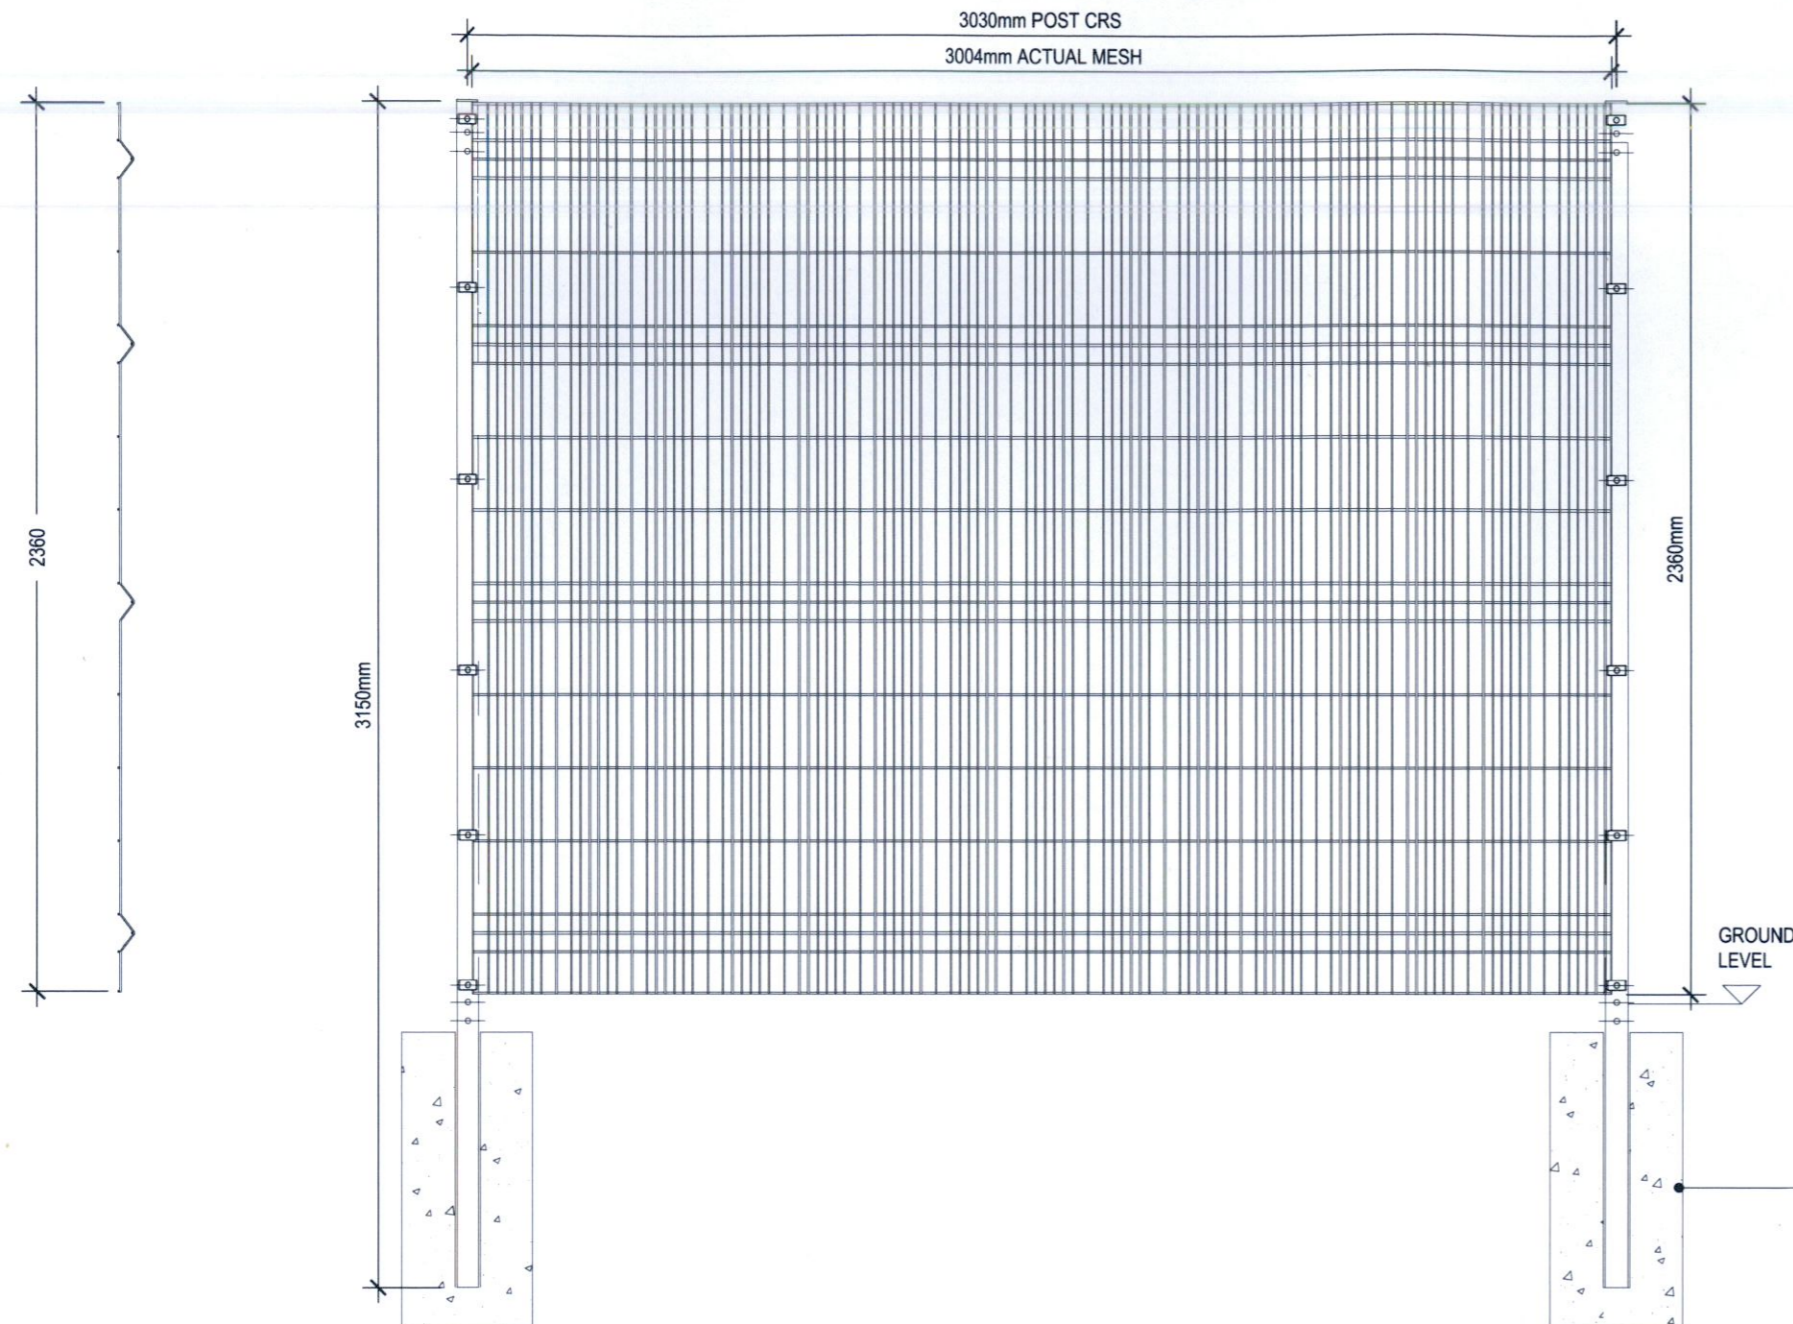 3030mm POST CRS
3004mm ACTUAL MESH
2360
3150mm
2360mm
GROUND
LEVEL